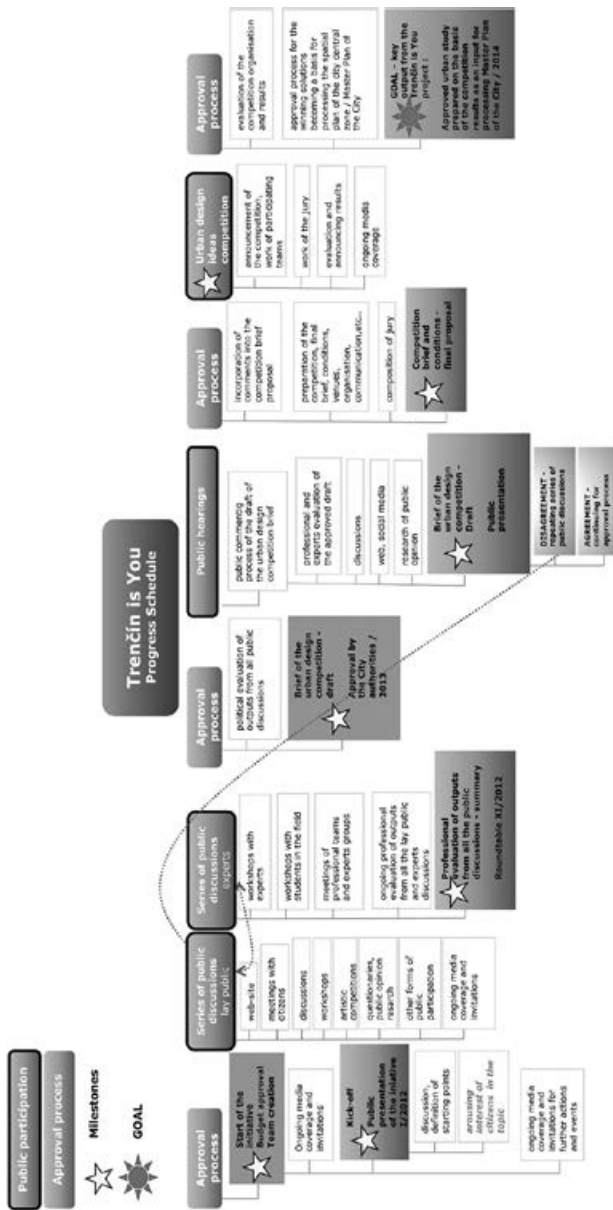 Public participation
Approval process
Milestones
GOAL
Trenčín is You
Progress Schedule
Approval
process
Start of the
initiative
Budget approval
Team creation
Ongoing media
coverage and
invitations
Kick-off
Public
presentation
of the iniative
1/2012
discussion,
definition of
starting points
arousing
interest of
citizens in the
topic
ongoing media
coverage and
invitations for
further actions
and events
Series of public
discussions
lay public
web-site
meetings with
citizens
discussions
workshops
artistic
competitions
questionaries,
public opinion
resarch
other forms of
public
participation
ongoing media
coverage and
invitations
Series of public
discussions
experts
workshops with
experts
workshops with
students in the field
meetings of
professional teams
and experts groups
ongoing professional
evaluation of outputs
from all the lay public
and experts
discussions
Professional
evaluation of outputs
from all the public
discussions - summary
Roundtable XI/2012
Approval
process
political evaluation of
outputs from all public
discussions
Brief of the
urban design
competition -
draft
Approval by
the City
authorities /
2013
Public hearings
public commentig
process of the draft of
the urban design
competition brief
professional and
experts evaluation of
the approved draft
discussions
web, social media
research of public
opinion
Brief of the
urban design
competition -
Draft
Public
presentation
DISAGREEMENT -
repeating series of
public discussions
AGREEMENT -
continuing for
approval process
Approval
process
incorporation of
comments into the
competition brief
proposal
preparation of the
competition, final
brief, conditions,
venues,
organisation,
communication,etc...
composition of jury
Competition
brief and
conditions -
final proposal
Urban design
ideas
competition
announcement of
the competition,
work of participating
teams
work of the jury
evaluation and
announcing results
ongoing media
coverage
Approval
process
evaluation of the
competition organisation
and results
approval process for the
winning solutions
becoming a basis for
processing the spatial
plan of the city central
zone / Master Plan of
the City
GOAL - key
output from the
Trenčín is You
project :
Approved urban study
prepared on the basis
of the competition
results as an input for
processing Master Plan
of the City / 2014